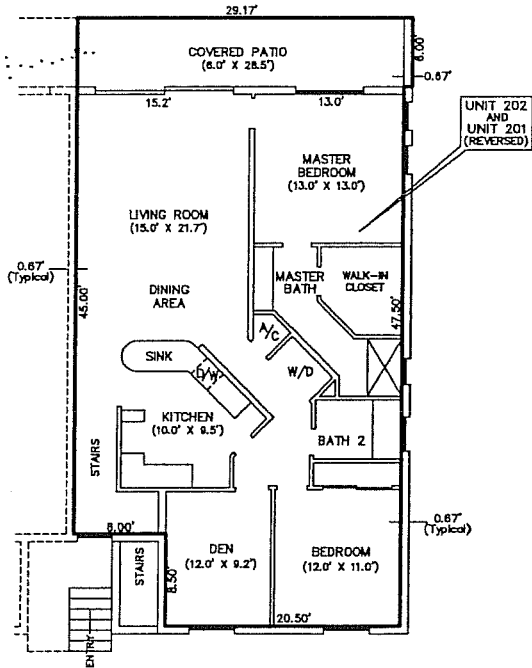 29.17'
COVERED PATIO
(6.0' X 28.5')
6.00'
0.67'
15.2'
13.0'
UNIT 202
AND
UNIT 201
(REVERSED)
MASTER
BEDROOM
(13.0' X 13.0')
LIVING ROOM
(15.0' X 21.7')
0.67'
(Typical)
45.00'
DINING
AREA
MASTER
BATH
WALK-IN
CLOSET
47.50'
A/C
W/D
SINK
D/W
KITCHEN
(10.0' X 9.5')
BATH 2
STAIRS
8.00'
0.67'
(Typical)
DEN
(12.0' X 9.2')
BEDROOM
(12.0' X 11.0')
STAIRS
8.50'
20.50'
ENTRY